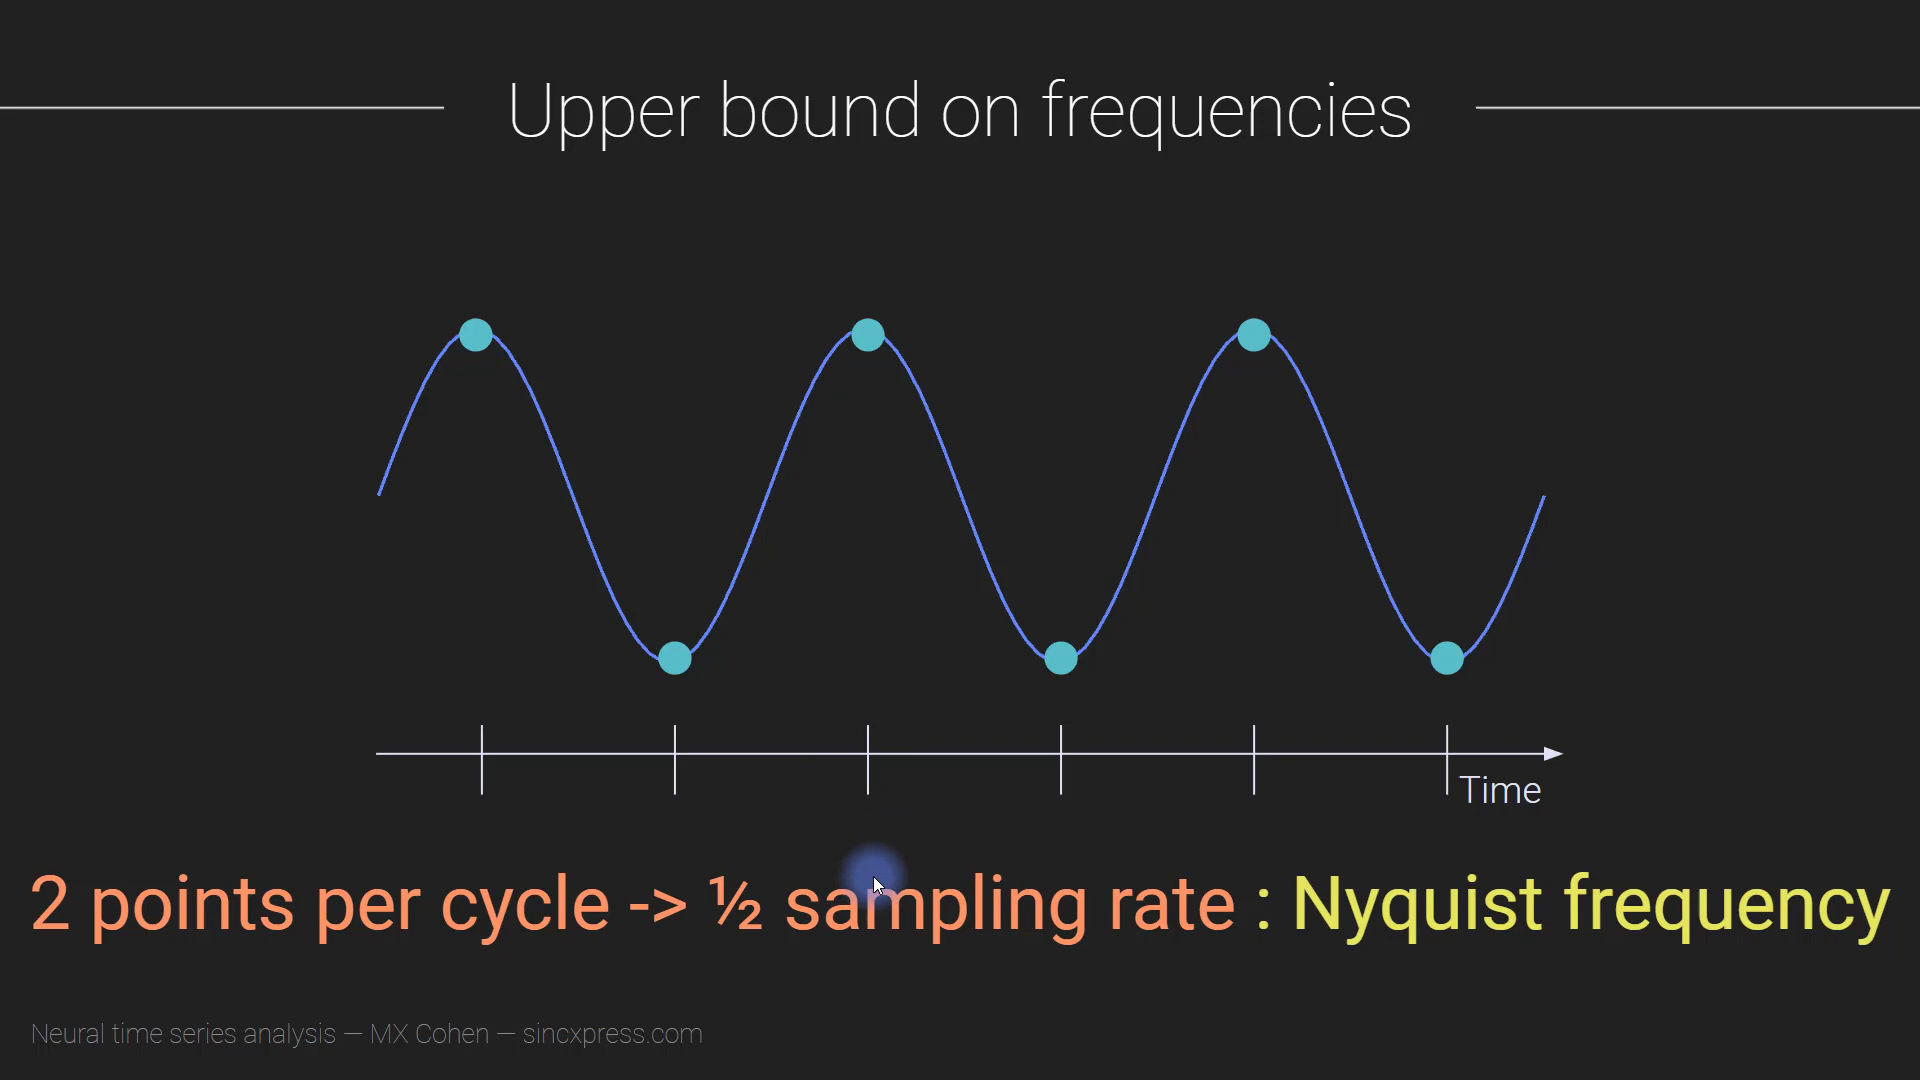 Upper bound on frequencies
Time
2 points per cycle -> ½ sampling rate : Nyquist frequency
Neural time series analysis — MX Cohen — sincxpress.com